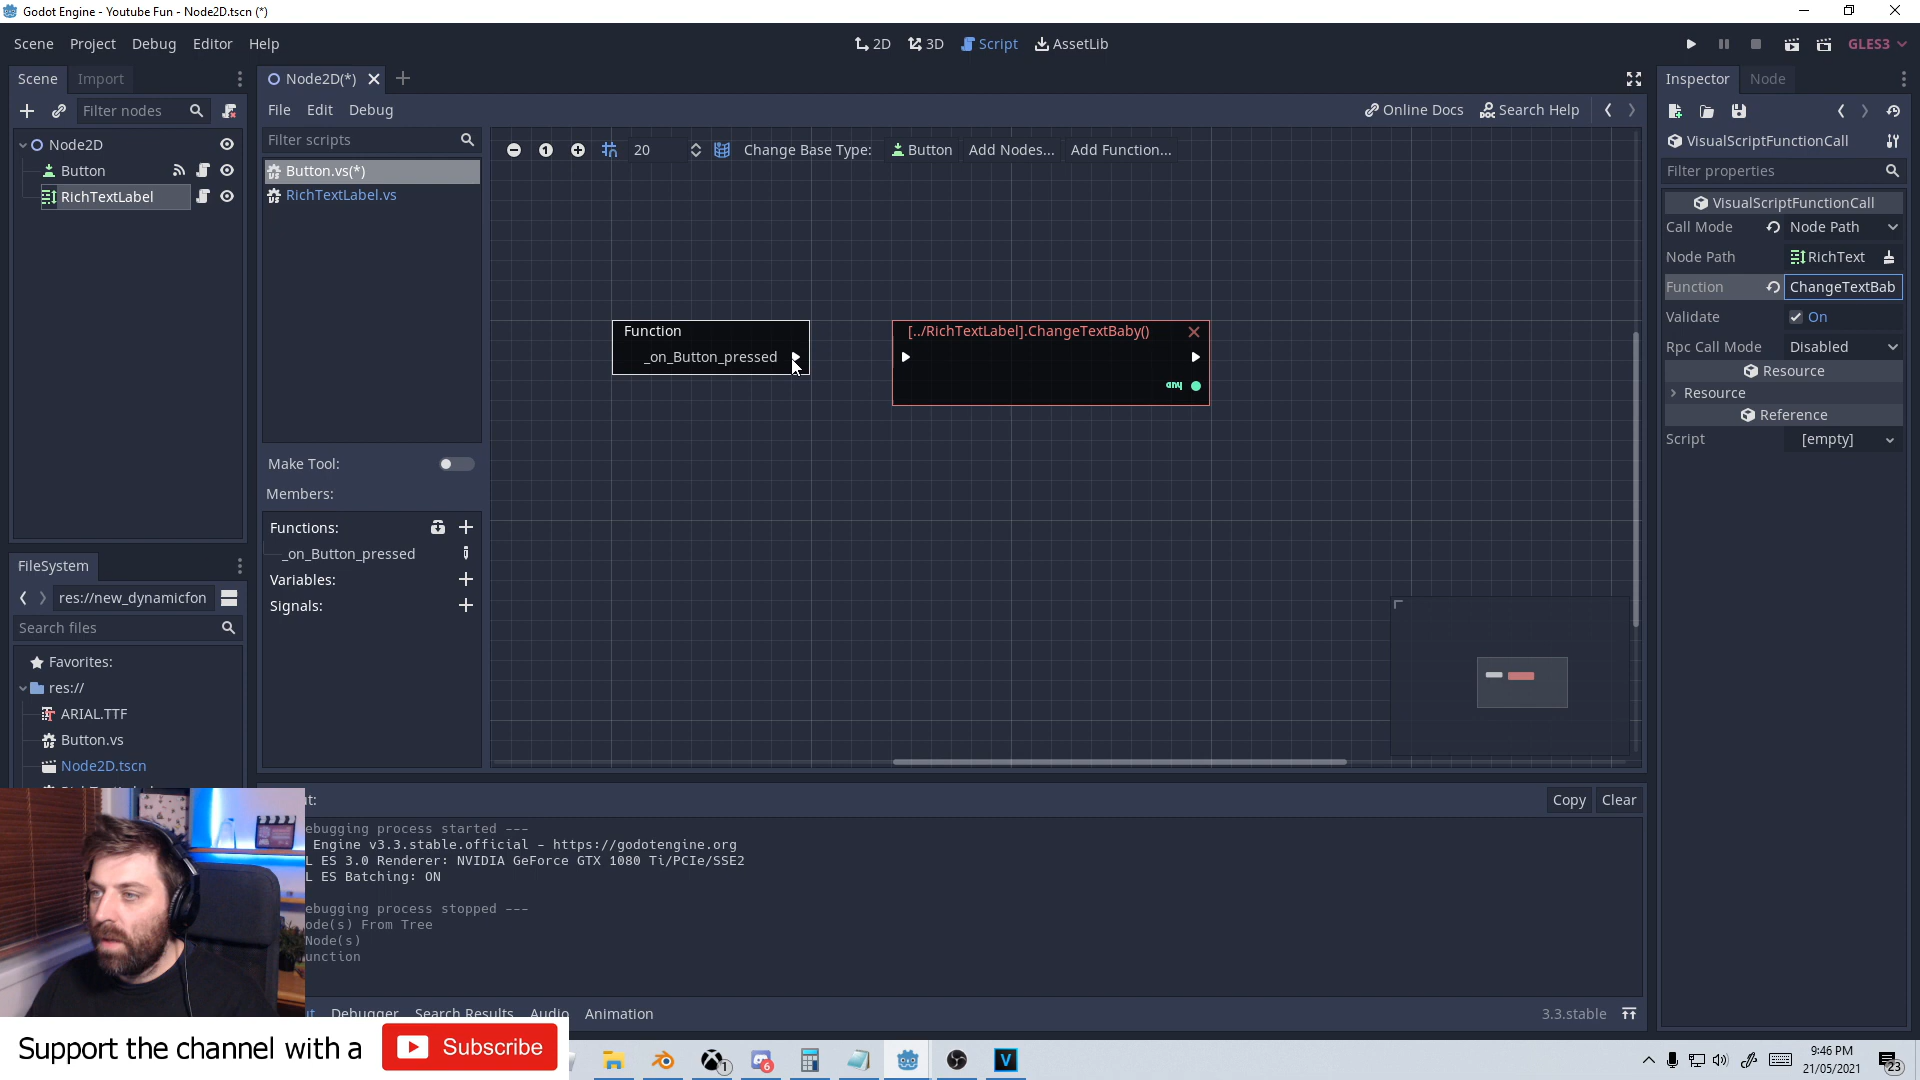 Godot Engine - Youtube Fun - Node2D.tscn (*)
Scene Project Debug Editor Help
2D 3D Script AssetLib
GLES3
Scene Import
Filter nodes
Node2D
Button
RichTextLabel
Node2D(*)
File Edit Debug
Online Docs Search Help
Filter scripts
Button.vs(*)
RichTextLabel.vs
20 Change Base Type: Button Add Nodes... Add Function...
Function
_on_Button_pressed
[../RichTextLabel].ChangeTextBaby()
any
Make Tool:
Members:
Functions:
_on_Button_pressed
Variables:
Signals:
FileSystem
res://new_dynamicfon
Search files
Favorites:
res://
ARIAL.TTF
Button.vs
Node2D.tscn
Inspector Node
VisualScriptFunctionCall
Filter properties
VisualScriptFunctionCall
Call Mode Node Path
Node Path RichText
Function ChangeTextBab
Validate On
Rpc Call Mode Disabled
Resource
Resource
Reference
Script [empty]
Copy Clear
ebugging process started ---
Engine v3.3.stable.official - https://godotengine.org
L ES 3.0 Renderer: NVIDIA GeForce GTX 1080 Ti/PCIe/SSE2
L ES Batching: ON
ebugging process stopped ---
ode(s) From Tree
Node(s)
unction
Debugger Search Results Audio Animation
3.3.stable
Support the channel with a Subscribe
1
6
V
9:46 PM
21/05/2021
23